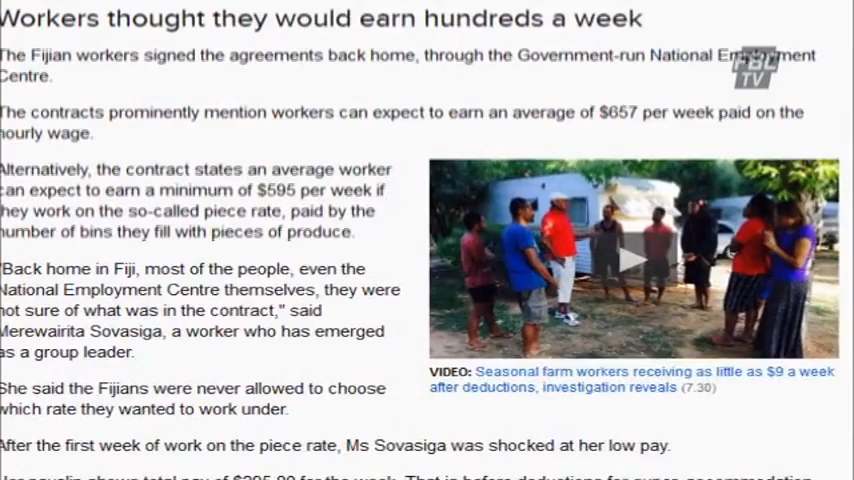 Workers thought they would earn hundreds a week
The Fijian workers signed the agreements back home, through the Government-run National Employment
Centre.
FBC
TV
The contracts prominently mention workers can expect to earn an average of $657 per week paid on the
hourly wage.
Alternatively, the contract states an average worker
can expect to earn a minimum of $595 per week if
they work on the so-called piece rate, paid by the
number of bins they fill with pieces of produce.
"Back home in Fiji, most of the people, even the
National Employment Centre themselves, they were
not sure of what was in the contract," said
Merewairita Sovasiga, a worker who has emerged
as a group leader.
VIDEO: Seasonal farm workers receiving as little as $9 a week
after deductions, investigation reveals (7.30)
She said the Fijians were never allowed to choose
which rate they wanted to work under.
After the first week of work on the piece rate, Ms Sovasiga was shocked at her low pay.